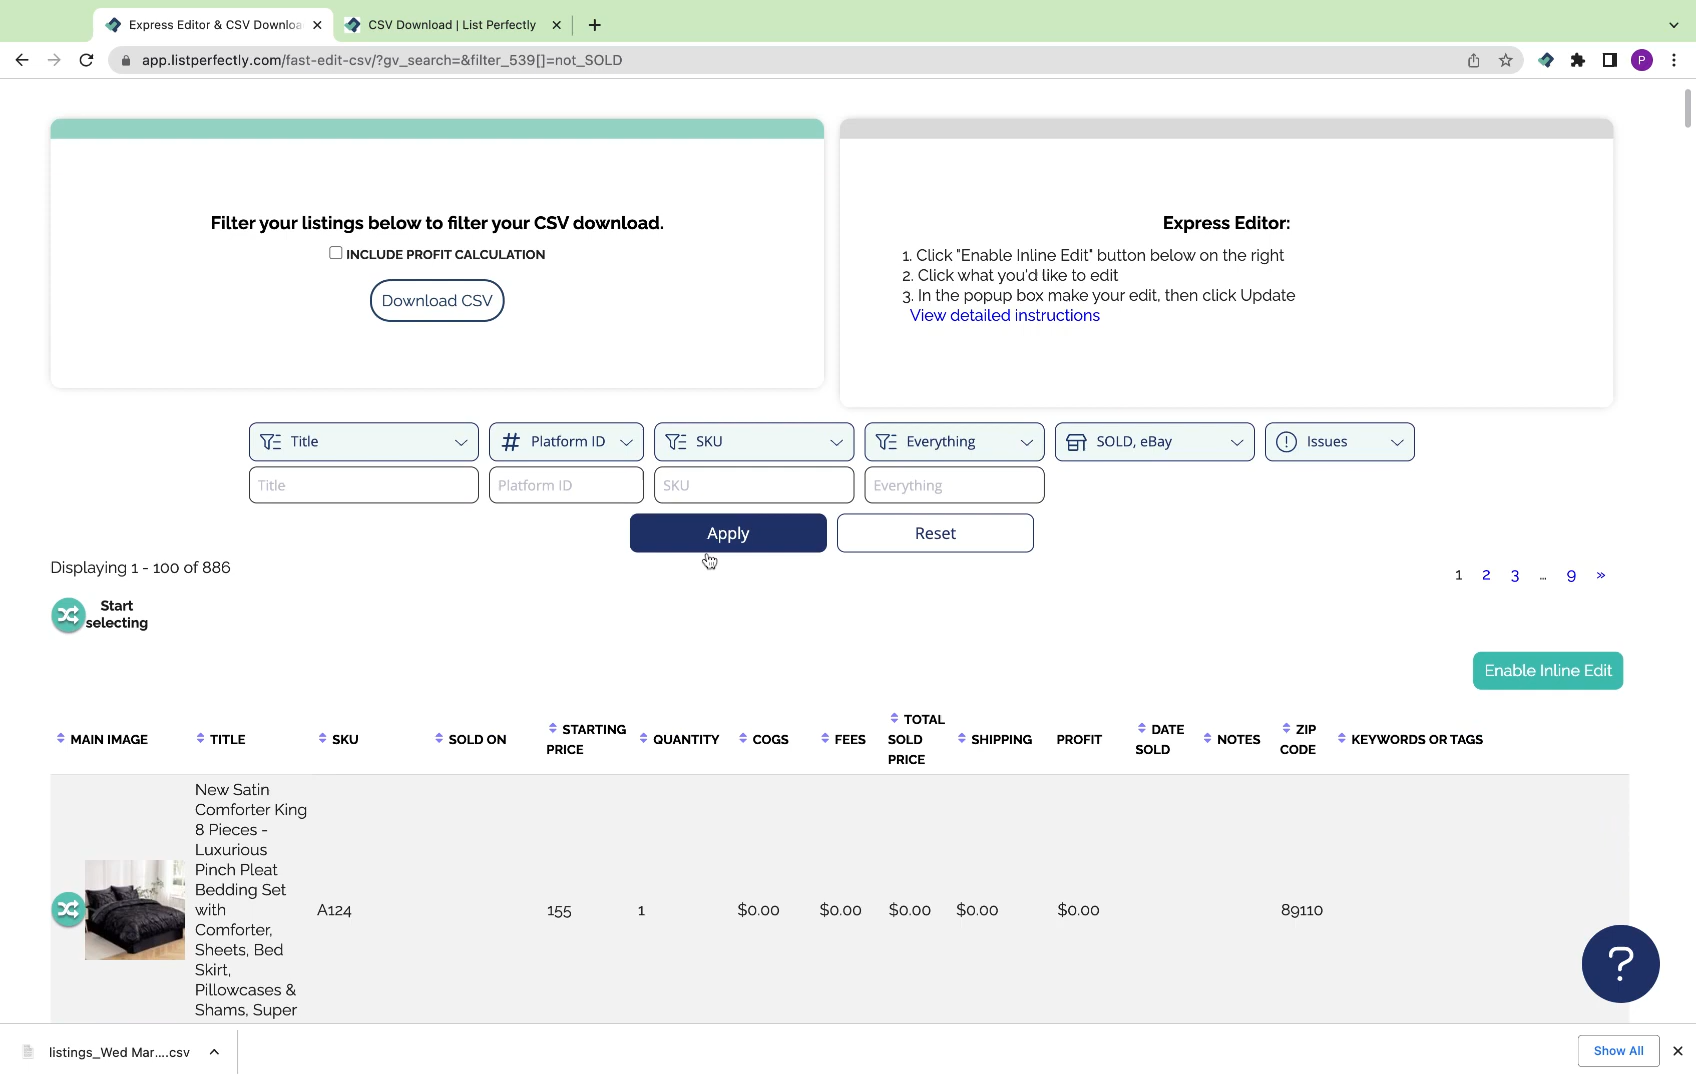 Express Editor & CSV Downloa
CSV Download | List Perfectly
app.listperfectly.com/fast-edit-csv/?gv_search=&filter_539[]=not_SOLD
P
Filter your listings below to filter your CSV download.
INCLUDE PROFIT CALCULATION
Download CSV
Express Editor:
1. Click "Enable Inline Edit" button below on the right
2. Click what you'd like to edit
3. In the popup box make your edit, then click Update
View detailed instructions
Title
Platform ID
SKU
Everything
SOLD, eBay
Issues
Title
Platform ID
SKU
Everything
Apply
Reset
Displaying 1 - 100 of 886
1 2 3 ... 9 »
Start
selecting
Enable Inline Edit
MAIN IMAGE
TITLE
SKU
SOLD ON
STARTING
PRICE
QUANTITY
COGS
FEES
TOTAL
SOLD
PRICE
SHIPPING
PROFIT
DATE
SOLD
NOTES
ZIP
CODE
KEYWORDS OR TAGS
New Satin
Comforter King
8 Pieces -
Luxurious
Pinch Pleat
Bedding Set
with
Comforter,
Sheets, Bed
Skirt,
Pillowcases &
Shams, Super
A124
155
1
$0.00
$0.00
$0.00
$0.00
$0.00
89110
?
listings_Wed Mar....csv
Show All